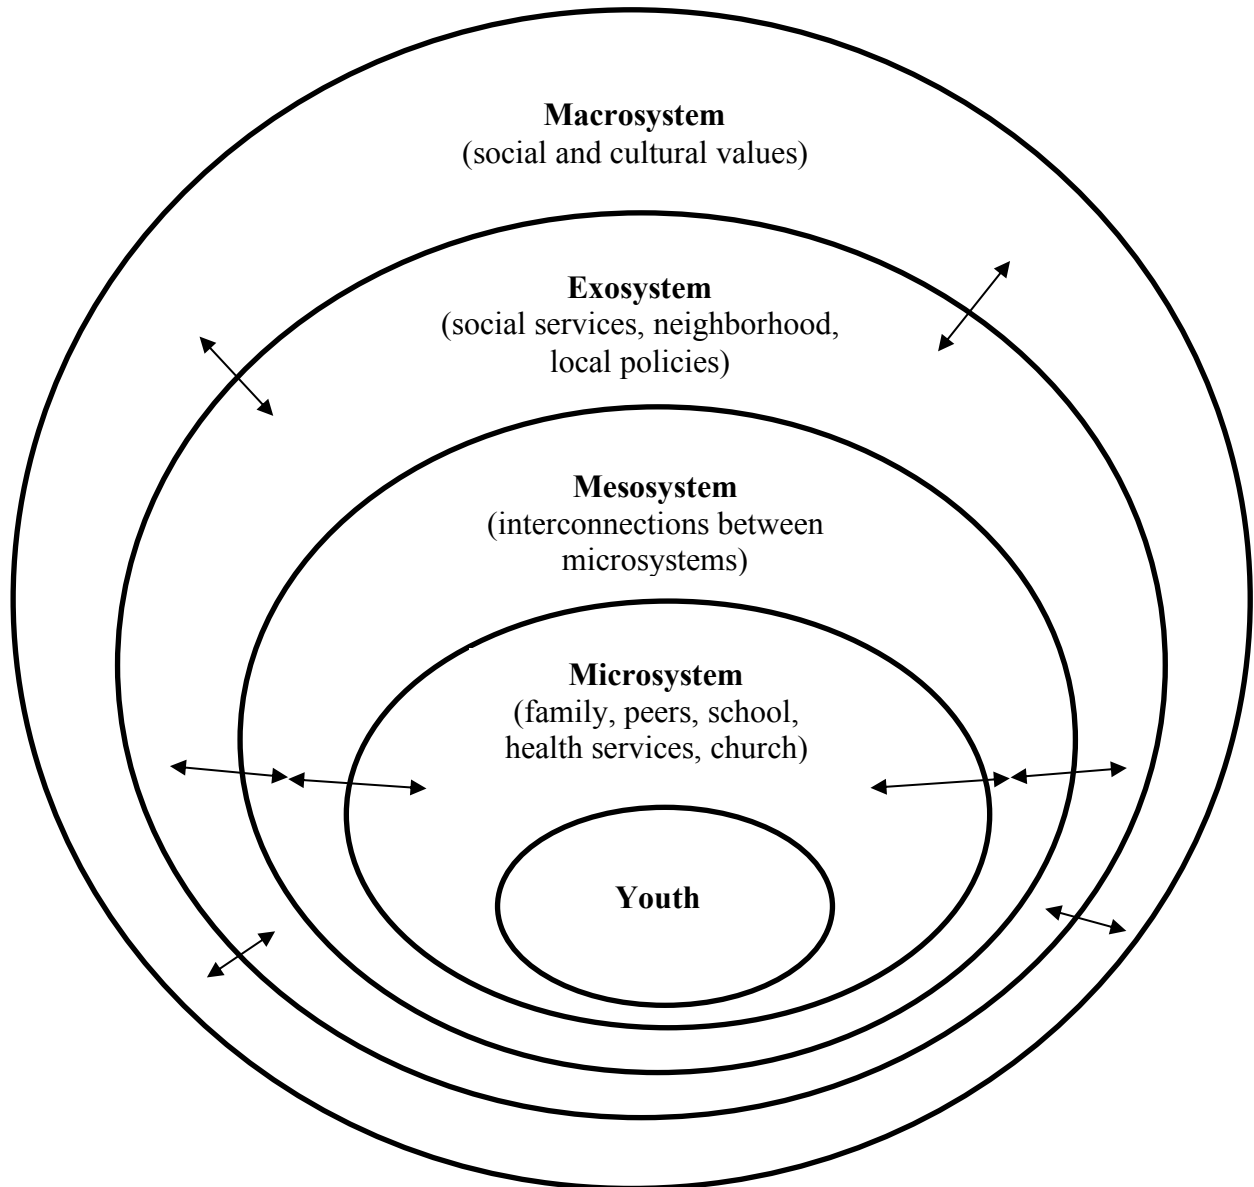 Macrosystem
(social and cultural values)
Exosystem
(social services, neighborhood,
local policies)
Mesosystem
(interconnections between
microsystems)
Microsystem
(family, peers, school,
health services, church)
Youth